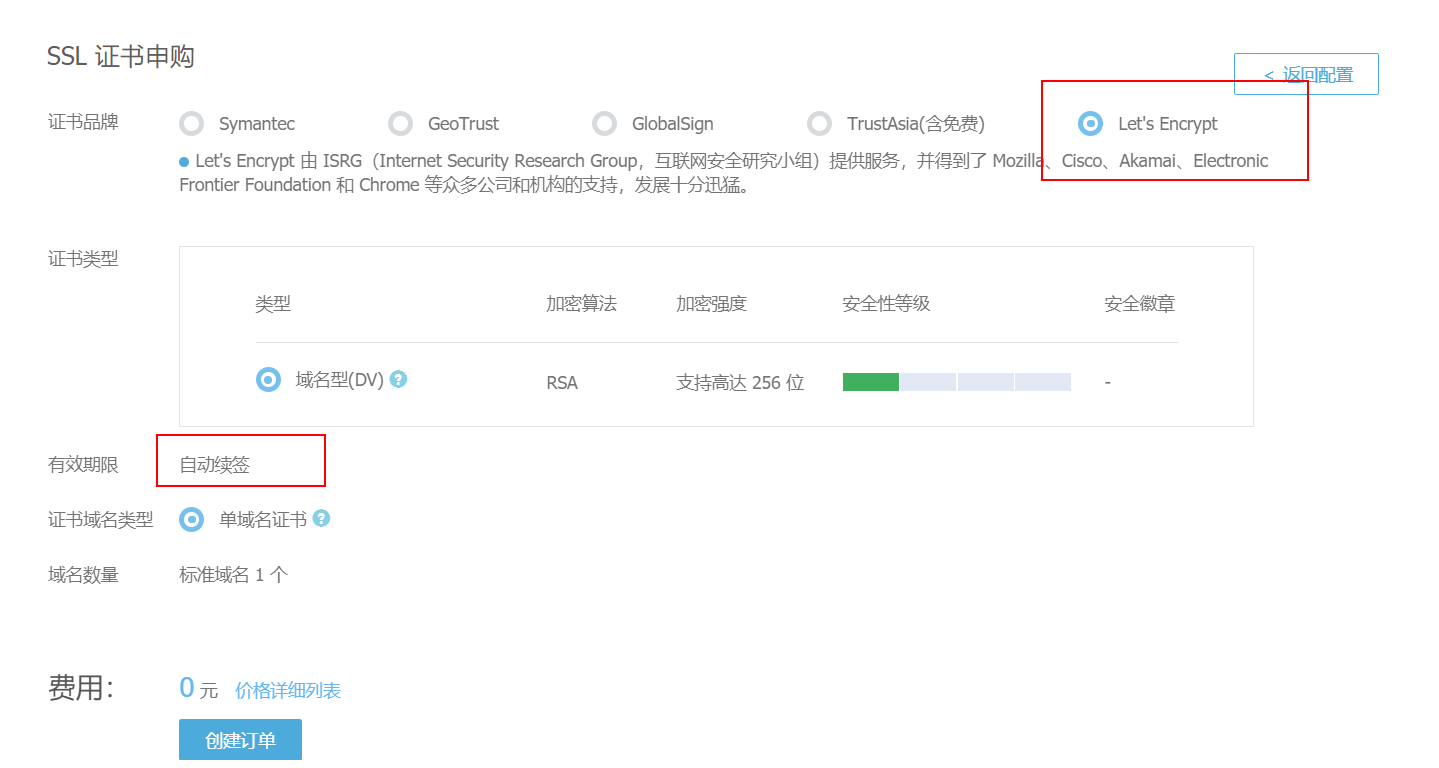 SSL 证书申购
< 返回配置
证书品牌 Symantec GeoTrust GlobalSign TrustAsia(含免费) Let's Encrypt
Let's Encrypt 由 ISRG（Internet Security Research Group，互联网安全研究小组）提供服务，并得到了 Mozilla、Cisco、Akamai、Electronic
Frontier Foundation 和 Chrome 等众多公司和机构的支持，发展十分迅猛。
证书类型
类型 加密算法 加密强度 安全性等级 安全徽章
域名型(DV) ? RSA 支持高达 256 位 -
有效期限 自动续签
证书域名类型 单域名证书 ?
域名数量 标准域名 1 个
费用： 0 元 价格详细列表
创建订单